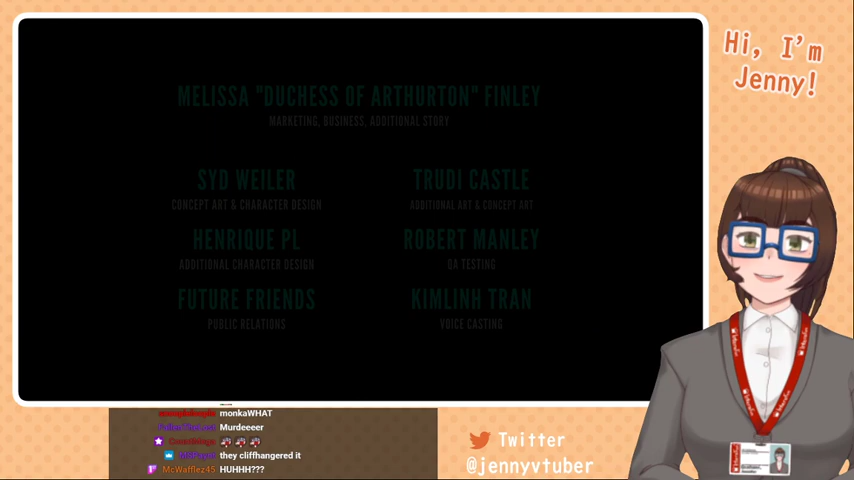 Hi, I'm
Jenny!
MELISSA "DUCHESS OF ARTHURTON" FINLEY
MARKETING, BUSINESS, ADDITIONAL STORY
SYD WEILER
CONCEPT ART & CHARACTER DESIGN
TRUDI CASTLE
ADDITIONAL ART & CONCEPT ART
HENRIQUE PL
ADDITIONAL CHARACTER DESIGN
ROBERT MANLEY
QA TESTING
FUTURE FRIENDS
PUBLIC RELATIONS
KIMLINH TRAN
VOICE CASTING
monkaWHAT
Murdeeeer
they cliffhangered it
McWafflez45 HUHHH???
Twitter
@jennyvtuber